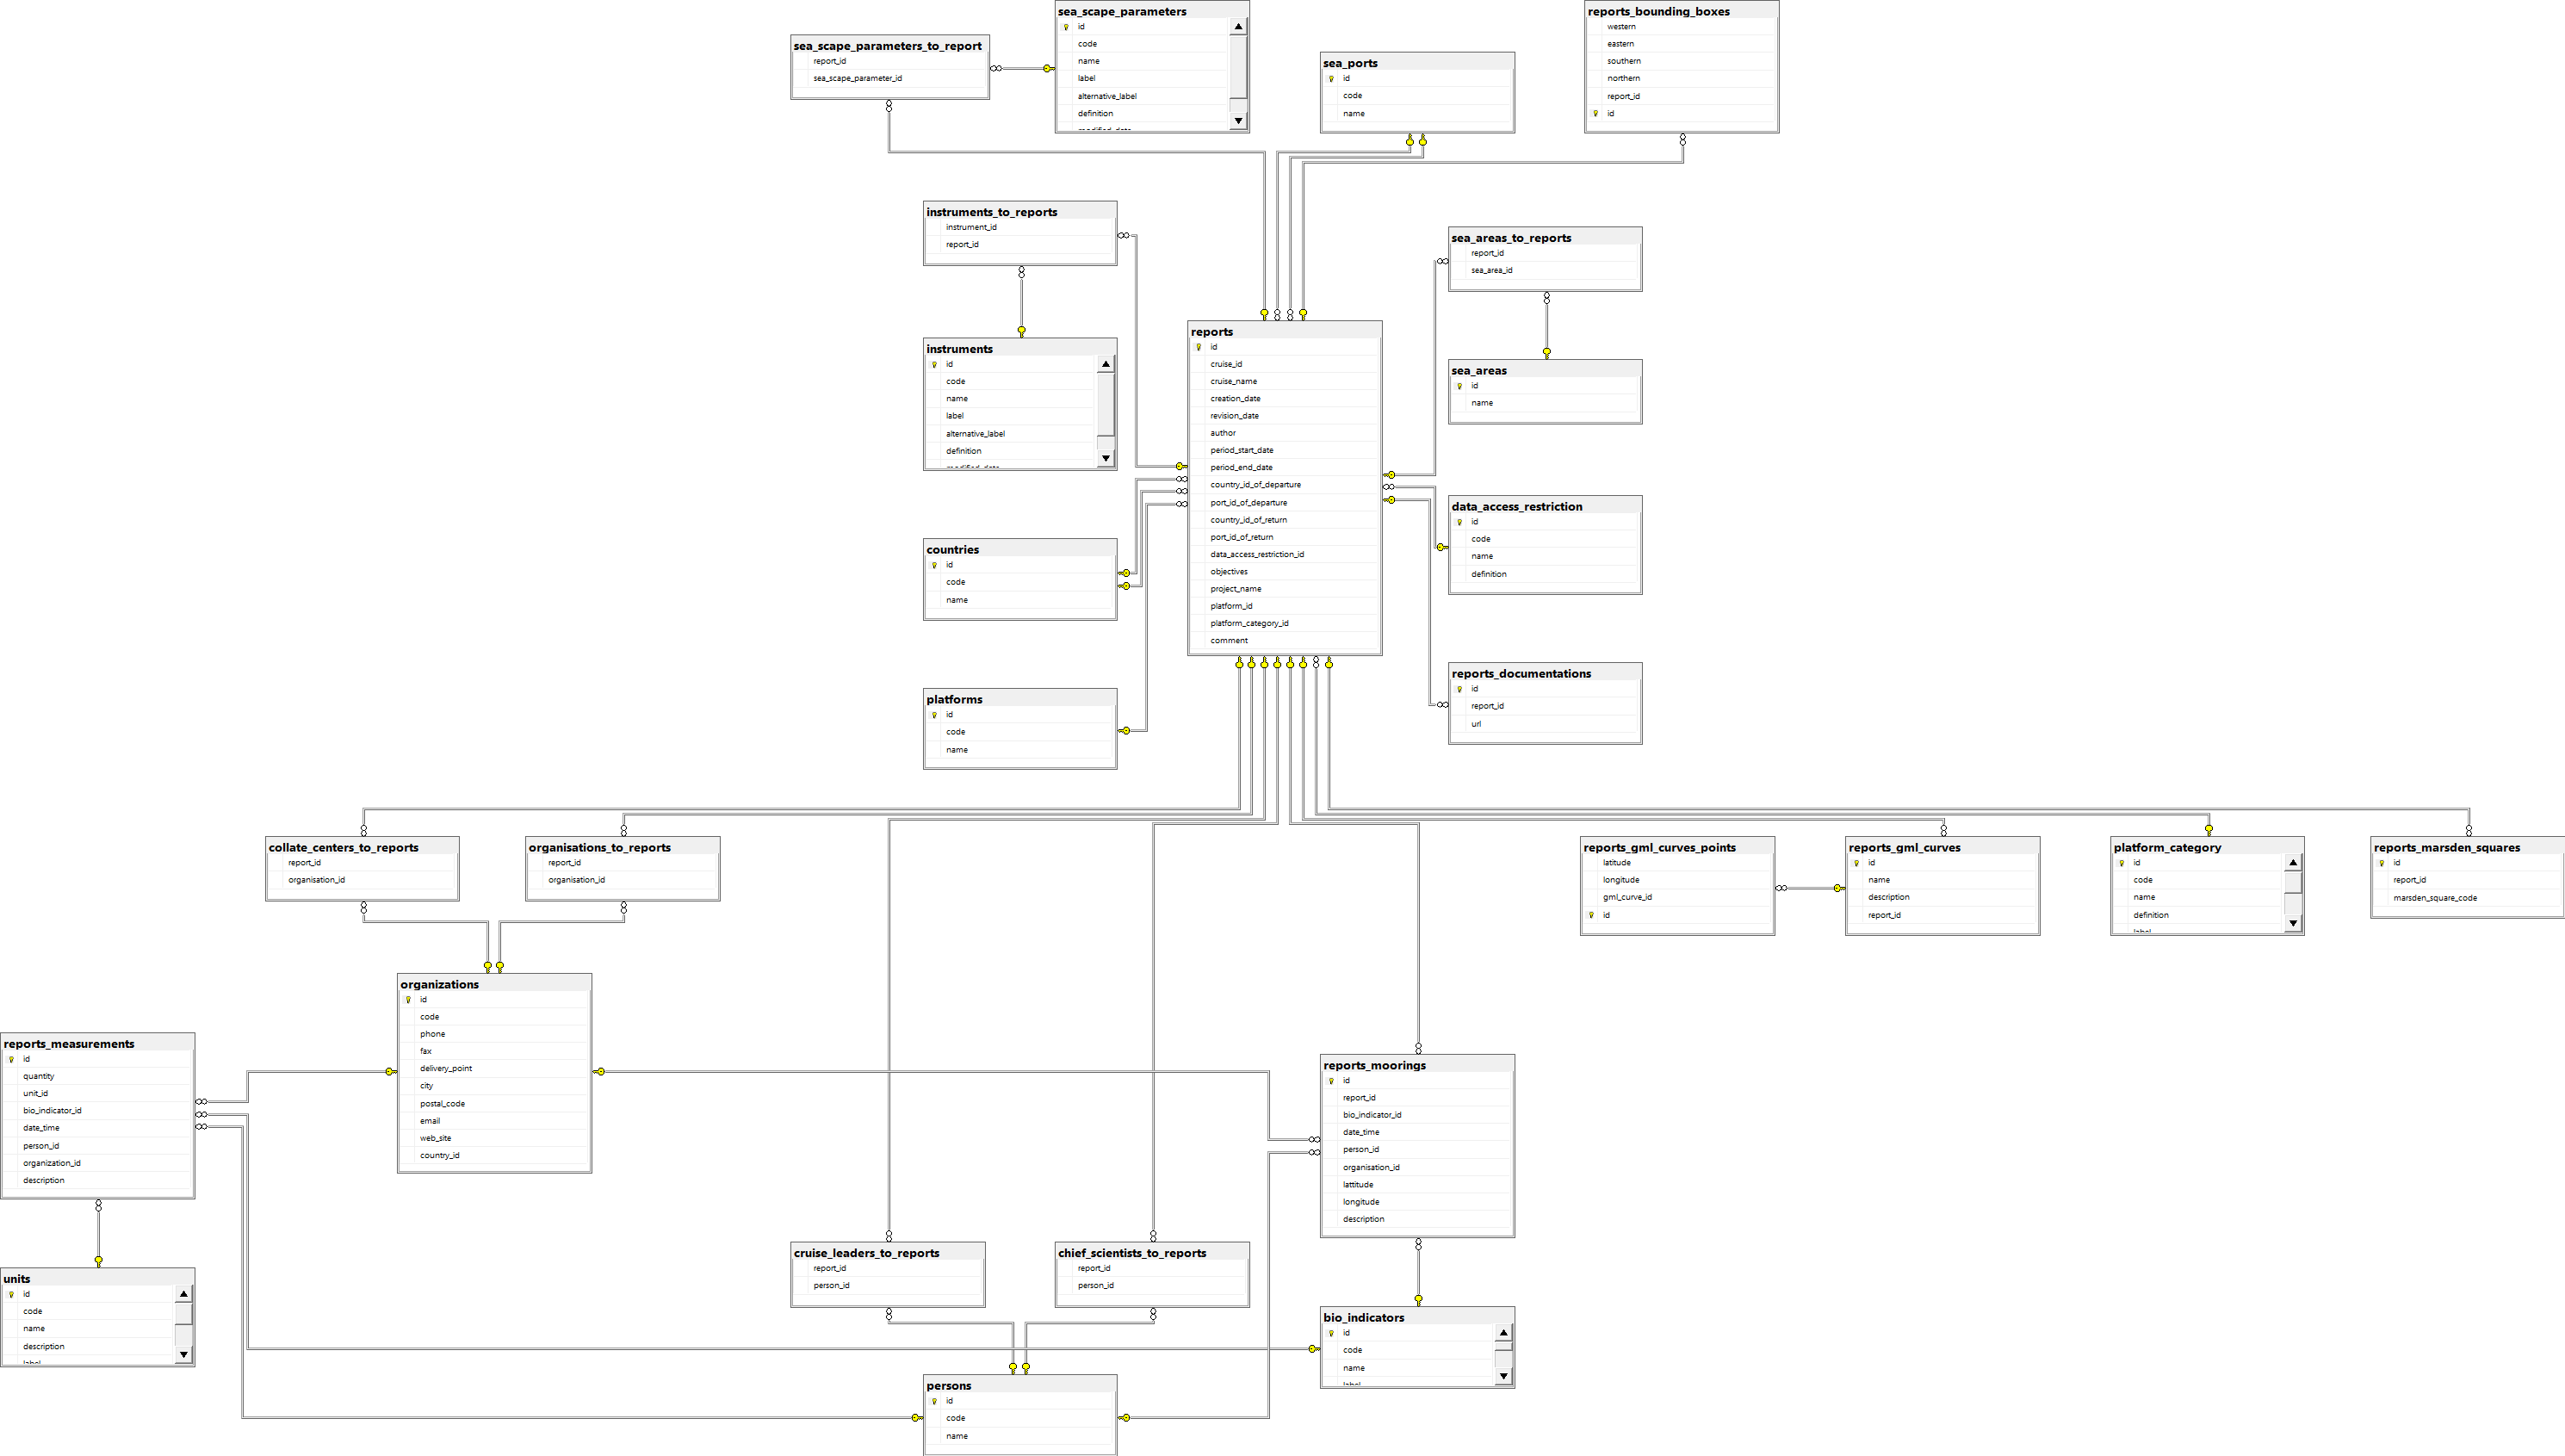 sea_scape_parameters
id
code
name
label
alternative_label
definition
modified_date
sea_scape_parameters_to_report
report_id
sea_scape_parameter_id
sea_ports
id
code
name
reports_bounding_boxes
western
eastern
southern
northern
report_id
id
instruments_to_reports
instrument_id
report_id
sea_areas_to_reports
report_id
sea_area_id
instruments
id
code
name
label
alternative_label
definition
modified_date
reports
id
cruise_id
cruise_name
creation_date
revision_date
author
period_start_date
period_end_date
country_id_of_departure
port_id_of_departure
country_id_of_return
port_id_of_return
data_access_restriction_id
objectives
project_name
platform_id
platform_category_id
comment
sea_areas
id
name
data_access_restriction
id
code
name
definition
countries
id
code
name
reports_documentations
id
report_id
url
platforms
id
code
name
collate_centers_to_reports
report_id
organisation_id
organisations_to_reports
report_id
organisation_id
reports_gml_curves_points
latitude
longitude
gml_curve_id
id
reports_gml_curves
id
name
description
report_id
platform_category
id
code
name
definition
label
reports_marsden_squares
id
report_id
marsden_square_code
organizations
id
code
phone
fax
delivery_point
city
postal_code
email
web_site
country_id
reports_measurements
id
quantity
unit_id
bio_indicator_id
date_time
person_id
organization_id
description
reports_moorings
id
report_id
bio_indicator_id
date_time
person_id
organisation_id
lattitude
longitude
description
units
id
code
name
description
label
cruise_leaders_to_reports
report_id
person_id
chief_scientists_to_reports
report_id
person_id
bio_indicators
id
code
name
label
persons
id
code
name